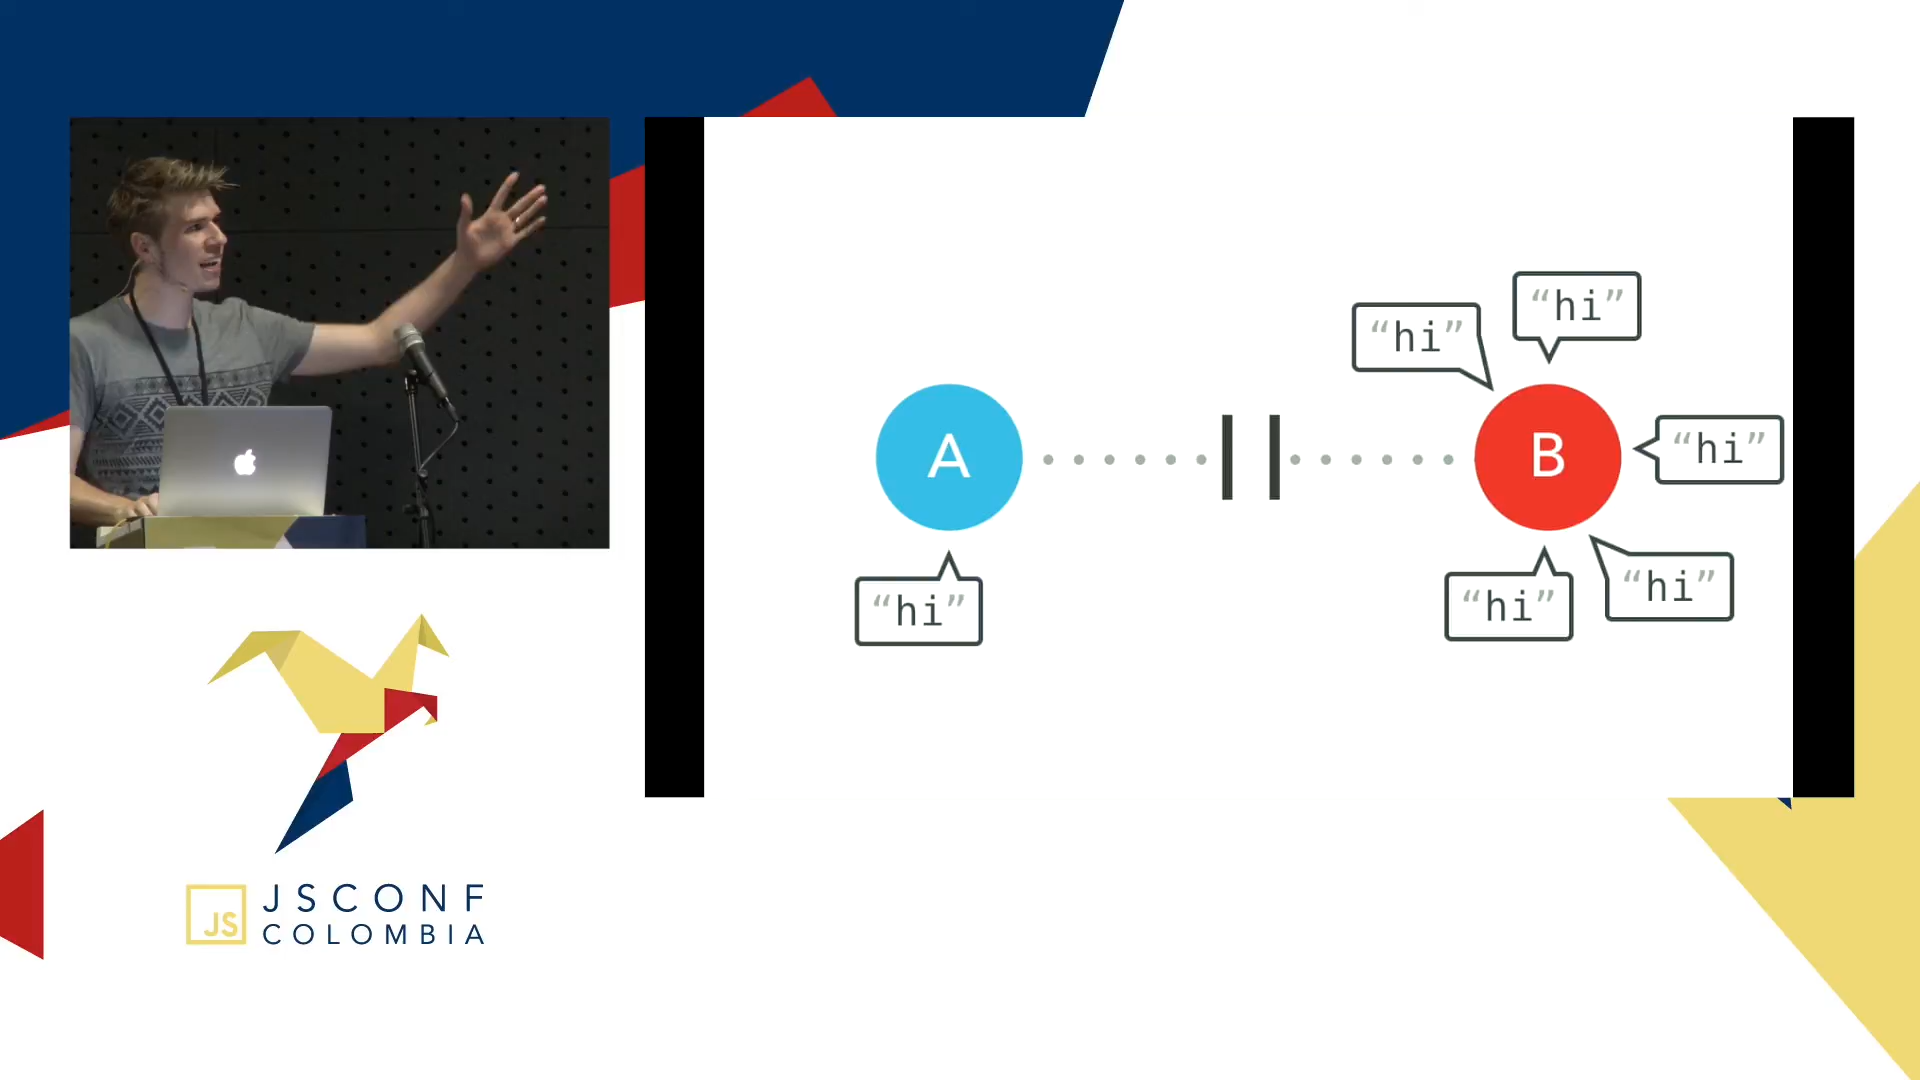 “hi”
“hi”
A
B
“hi”
“hi”
“hi”
“hi”
JS
JSCONF
COLOMBIA